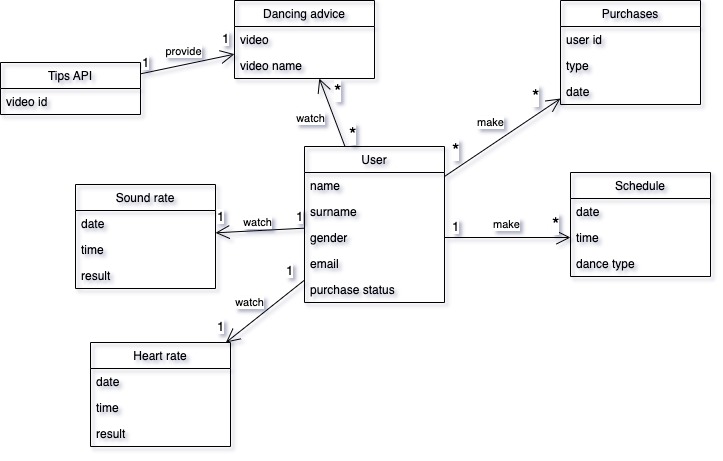 Dancing advice
video
video name
Purchases
user id
type
date
1
provide
1
Tips API
video id
*
watch
*
*
make
*
User
name
surname
gender
email
purchase status
Sound rate
date
time
result
1
watch
1
1
make
*
Schedule
date
time
dance type
1
watch
1
Heart rate
date
time
result